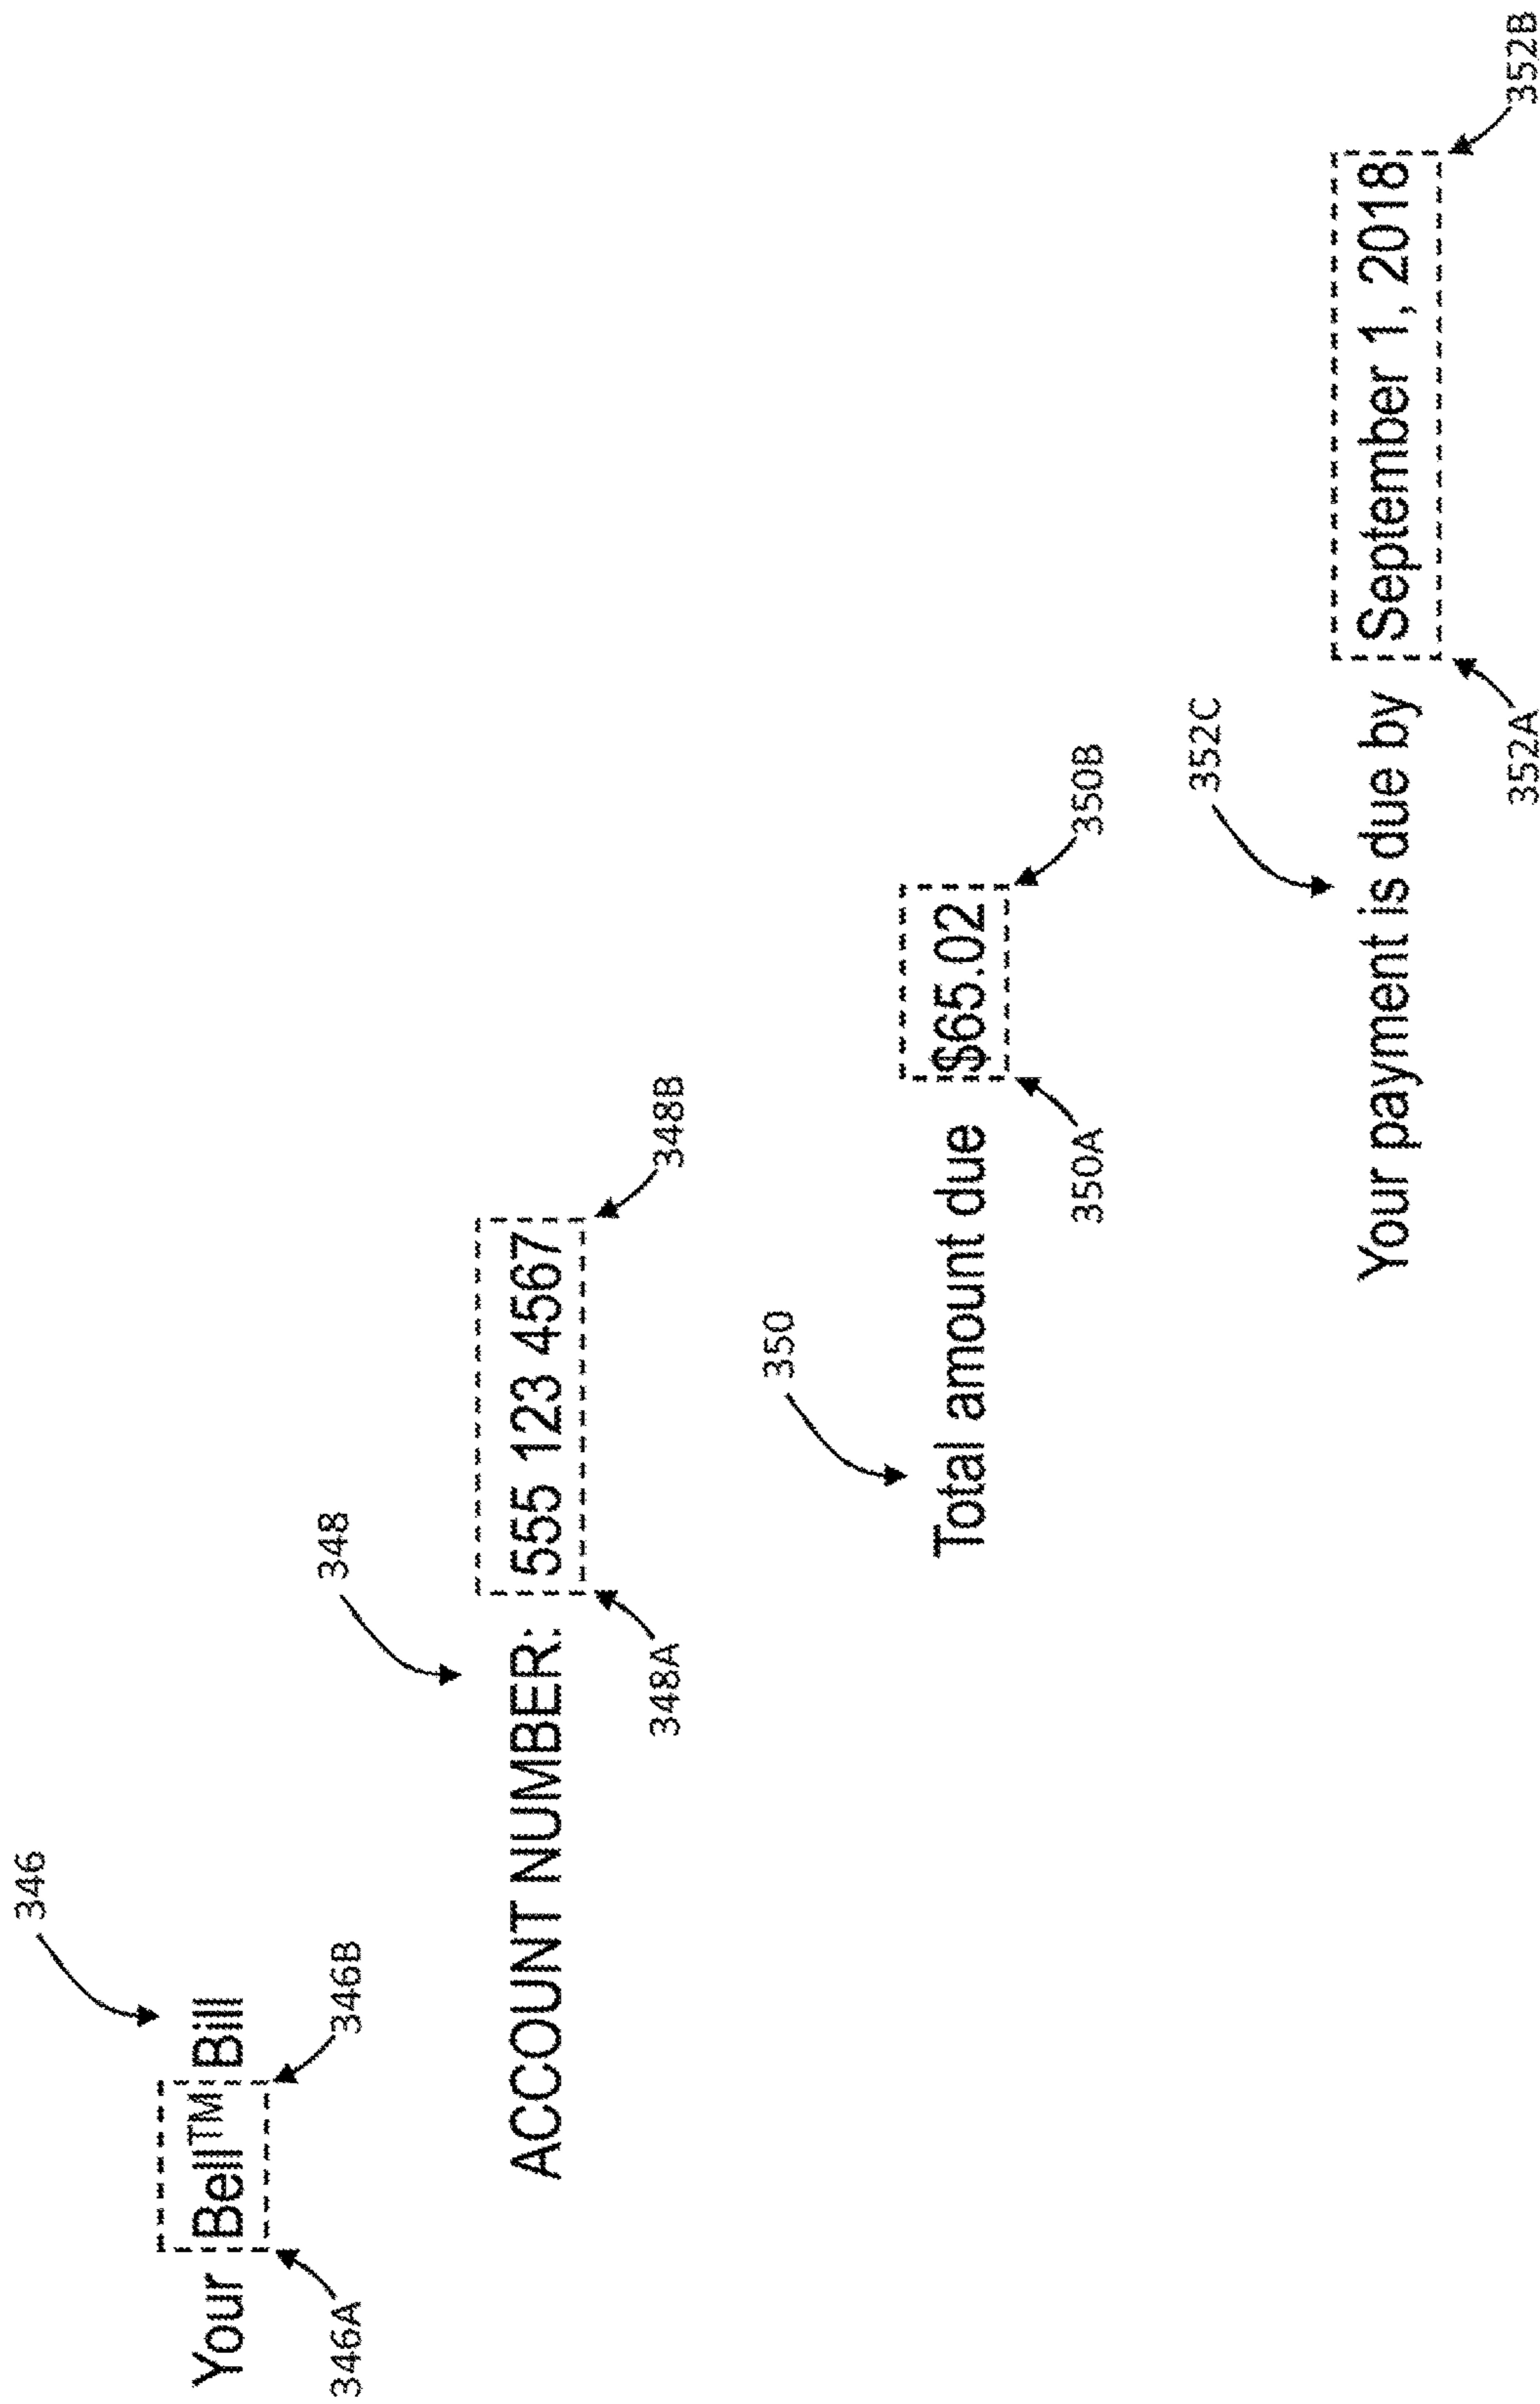 346
Your Bell™ Bill
346A 346B
348
ACCOUNT NUMBER: 555 123 4567
348A 348B
350
Total amount due $65.02
350A 350B
352C
Your payment is due by September 1, 2018
352A 352B